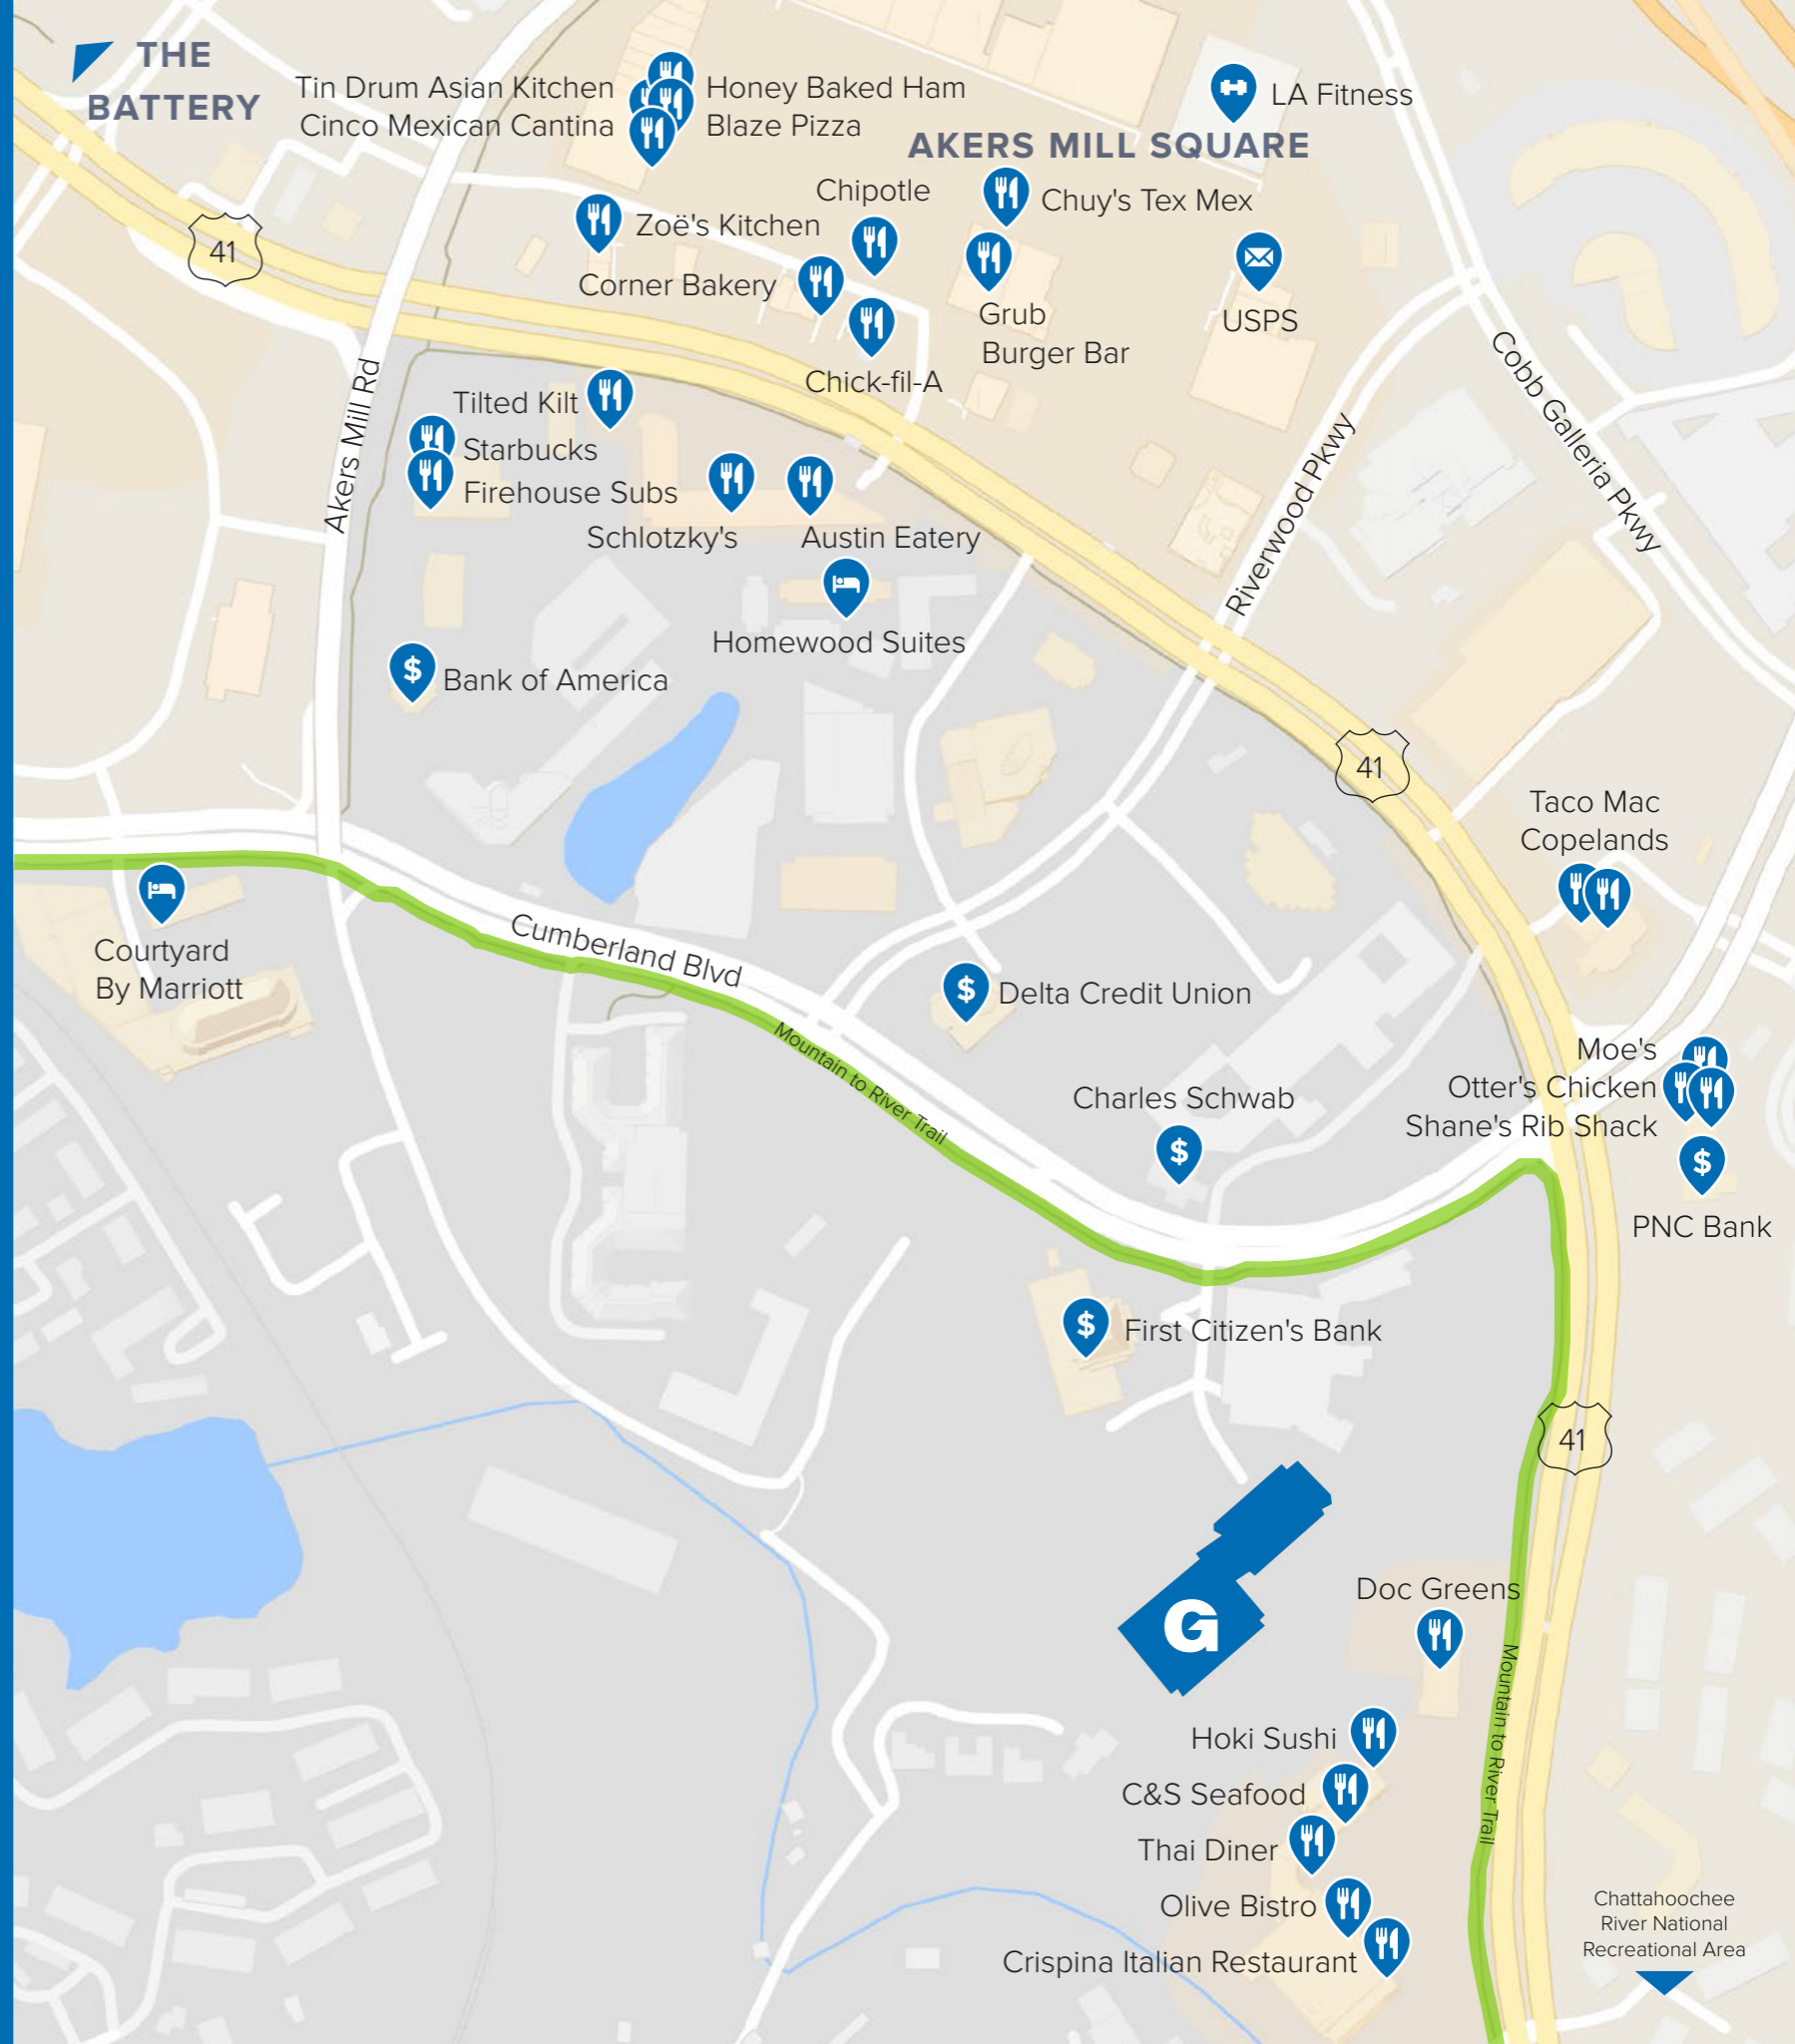 THE
BATTERY
Tin Drum Asian Kitchen
Cinco Mexican Cantina
Honey Baked Ham
Blaze Pizza
LA Fitness
AKERS MILL SQUARE
Chipotle
Chuy's Tex Mex
Zoë's Kitchen
41
Corner Bakery
Grub
Burger Bar
USPS
Chick-fil-A
Cobb Galleria Pkwy
Akers Mill Rd
Tilted Kilt
Starbucks
Firehouse Subs
Riverwood Pkwy
Schlotzky's
Austin Eatery
Homewood Suites
Bank of America
41
Taco Mac
Copelands
Courtyard
By Marriott
Cumberland Blvd
Delta Credit Union
Mountain to River Trail
Moe's
Otter's Chicken
Shane's Rib Shack
Charles Schwab
PNC Bank
First Citizen's Bank
41
G
Doc Greens
Mountain to River Trail
Hoki Sushi
C&S Seafood
Thai Diner
Olive Bistro
Crispina Italian Restaurant
Chattahoochee
River National
Recreational Area